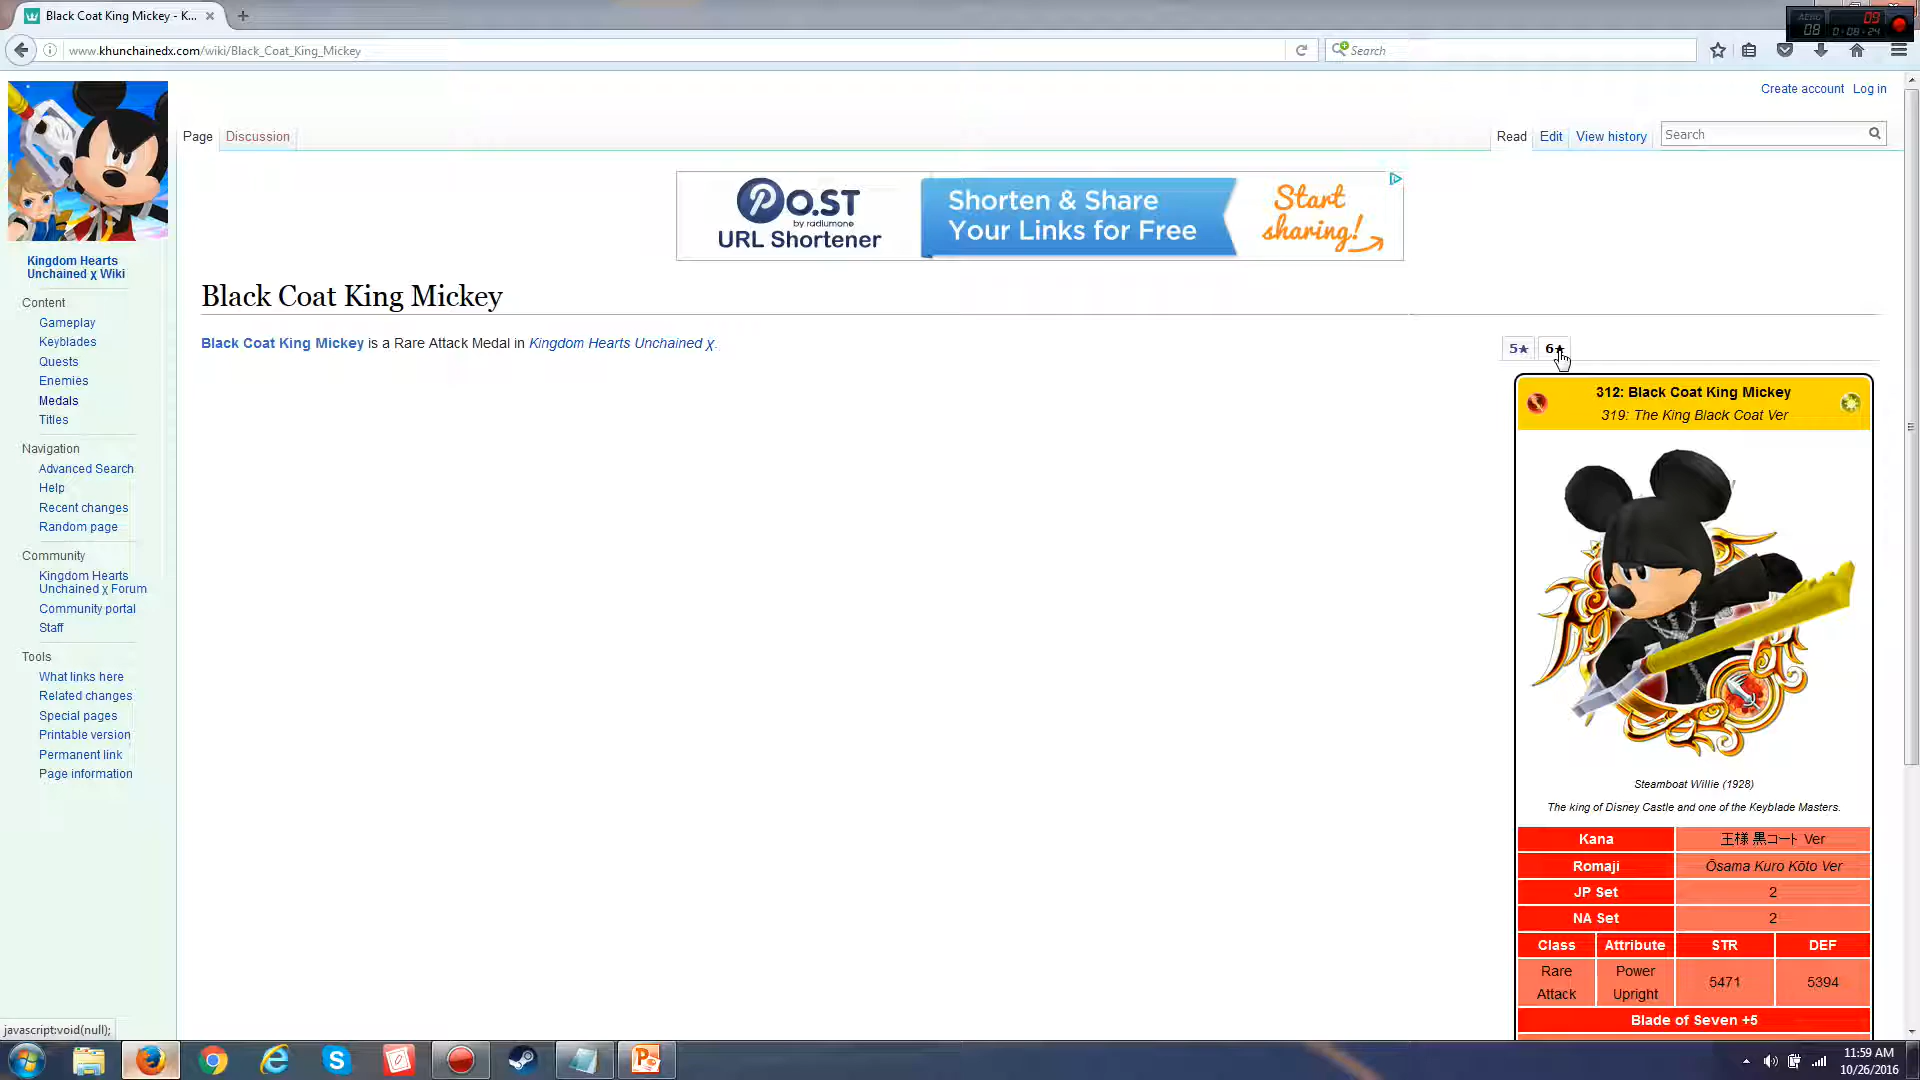 Black Coat King Mickey - K...
www.khunchainedx.com/wiki/Black_Coat_King_Mickey
Search
AERO
08
09
0-08-24
Create account Log in
Page Discussion
Read Edit View history
Search
PO.ST
by radiumone
URL Shortener
Shorten & Share
Your Links for Free
Start
sharing!
Kingdom Hearts
Unchained χ Wiki
Content
Gameplay
Keyblades
Quests
Enemies
Medals
Titles
Navigation
Advanced Search
Help
Recent changes
Random page
Community
Kingdom Hearts
Unchained χ Forum
Community portal
Staff
Tools
What links here
Related changes
Special pages
Printable version
Permanent link
Page information
Black Coat King Mickey
Black Coat King Mickey is a Rare Attack Medal in Kingdom Hearts Unchained χ.
5★ 6★
312: Black Coat King Mickey
319: The King Black Coat Ver
Steamboat Willie (1928)
The king of Disney Castle and one of the Keyblade Masters.
Kana 王様 黒コート Ver
Romaji Ōsama Kuro Kōto Ver
JP Set 2
NA Set 2
Class Attribute STR DEF
Rare Attack Power Upright 5471 5394
Blade of Seven +5
javascript:void(null);
11:59 AM
10/26/2016